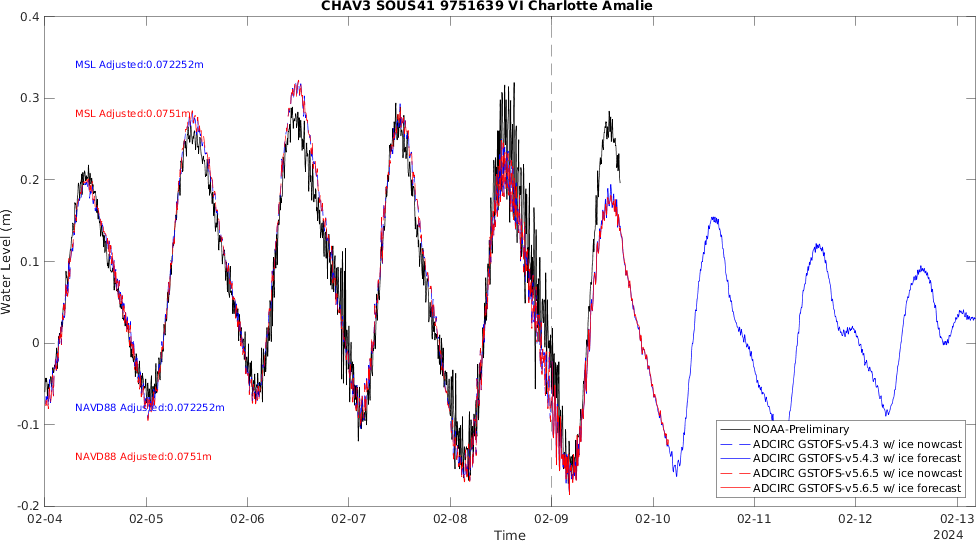 CHAV3 SOUS41 9751639 VI Charlotte Amalie
0.4
0.3
0.2
0.1
0
-0.1
-0.2
Water Level (m)
MSL Adjusted:0.072252m
MSL Adjusted:0.0751m
NAVD88 Adjusted:0.072252m
NAVD88 Adjusted:0.0751m
NOAA-Preliminary
ADCIRC GSTOFS-v5.4.3 w/ ice nowcast
ADCIRC GSTOFS-v5.4.3 w/ ice forecast
ADCIRC GSTOFS-v5.6.5 w/ ice nowcast
ADCIRC GSTOFS-v5.6.5 w/ ice forecast
02-04 02-05 02-06 02-07 02-08 02-09 02-10 02-11 02-12 02-13
Time
2024